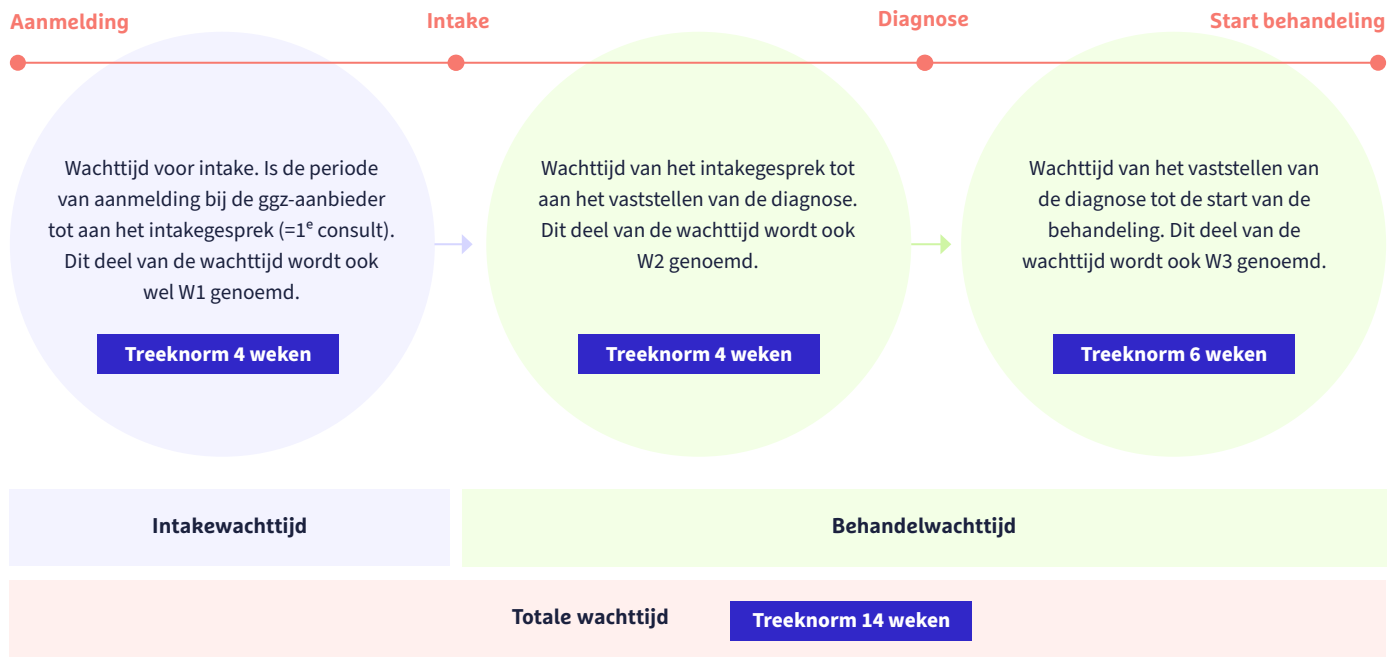 Aanmelding
Intake
Diagnose
Start behandeling
Wachttijd voor intake. Is de periode
van aanmelding bij de ggz-aanbieder
tot aan het intakegesprek (=1ᵉ consult).
Dit deel van de wachttijd wordt ook
wel W1 genoemd.
Treeknorm 4 weken
Wachttijd van het intakegesprek tot
aan het vaststellen van de diagnose.
Dit deel van de wachttijd wordt ook
W2 genoemd.
Treeknorm 4 weken
Wachttijd van het vaststellen van
de diagnose tot de start van de
behandeling. Dit deel van de
wachttijd wordt ook W3 genoemd.
Treeknorm 6 weken
Intakewachttijd
Behandelwachttijd
Totale wachttijd
Treeknorm 14 weken